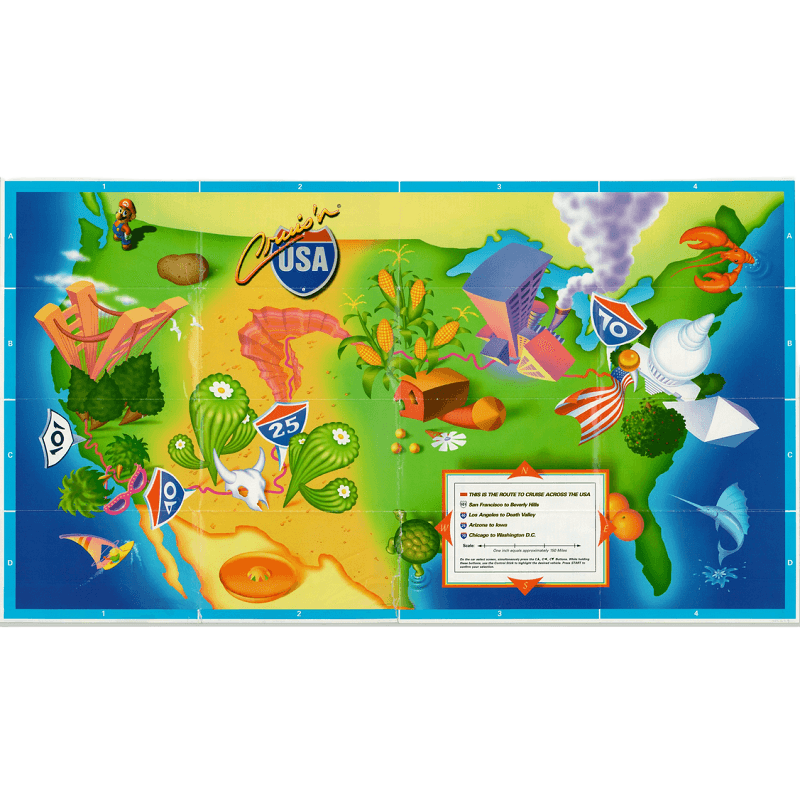 1 2 3 4
A A
Cruis'n®
USA
B B
70
101
C C
25
10
N
THIS IS THE ROUTE TO CRUISE ACROSS THE USA
101 San Francisco to Beverly Hills
10 Los Angeles to Death Valley
W E
25 Arizona to Iowa
70 Chicago to Washington D.C.
Scale
One inch equals approximately 150 Miles
On the car select screen, simultaneously press the C
Buttons. While holding
these buttons, use the Control Stick to highlight the desired vehicle. Press START to
confirm your selection.
S
D D
1 2 3 4